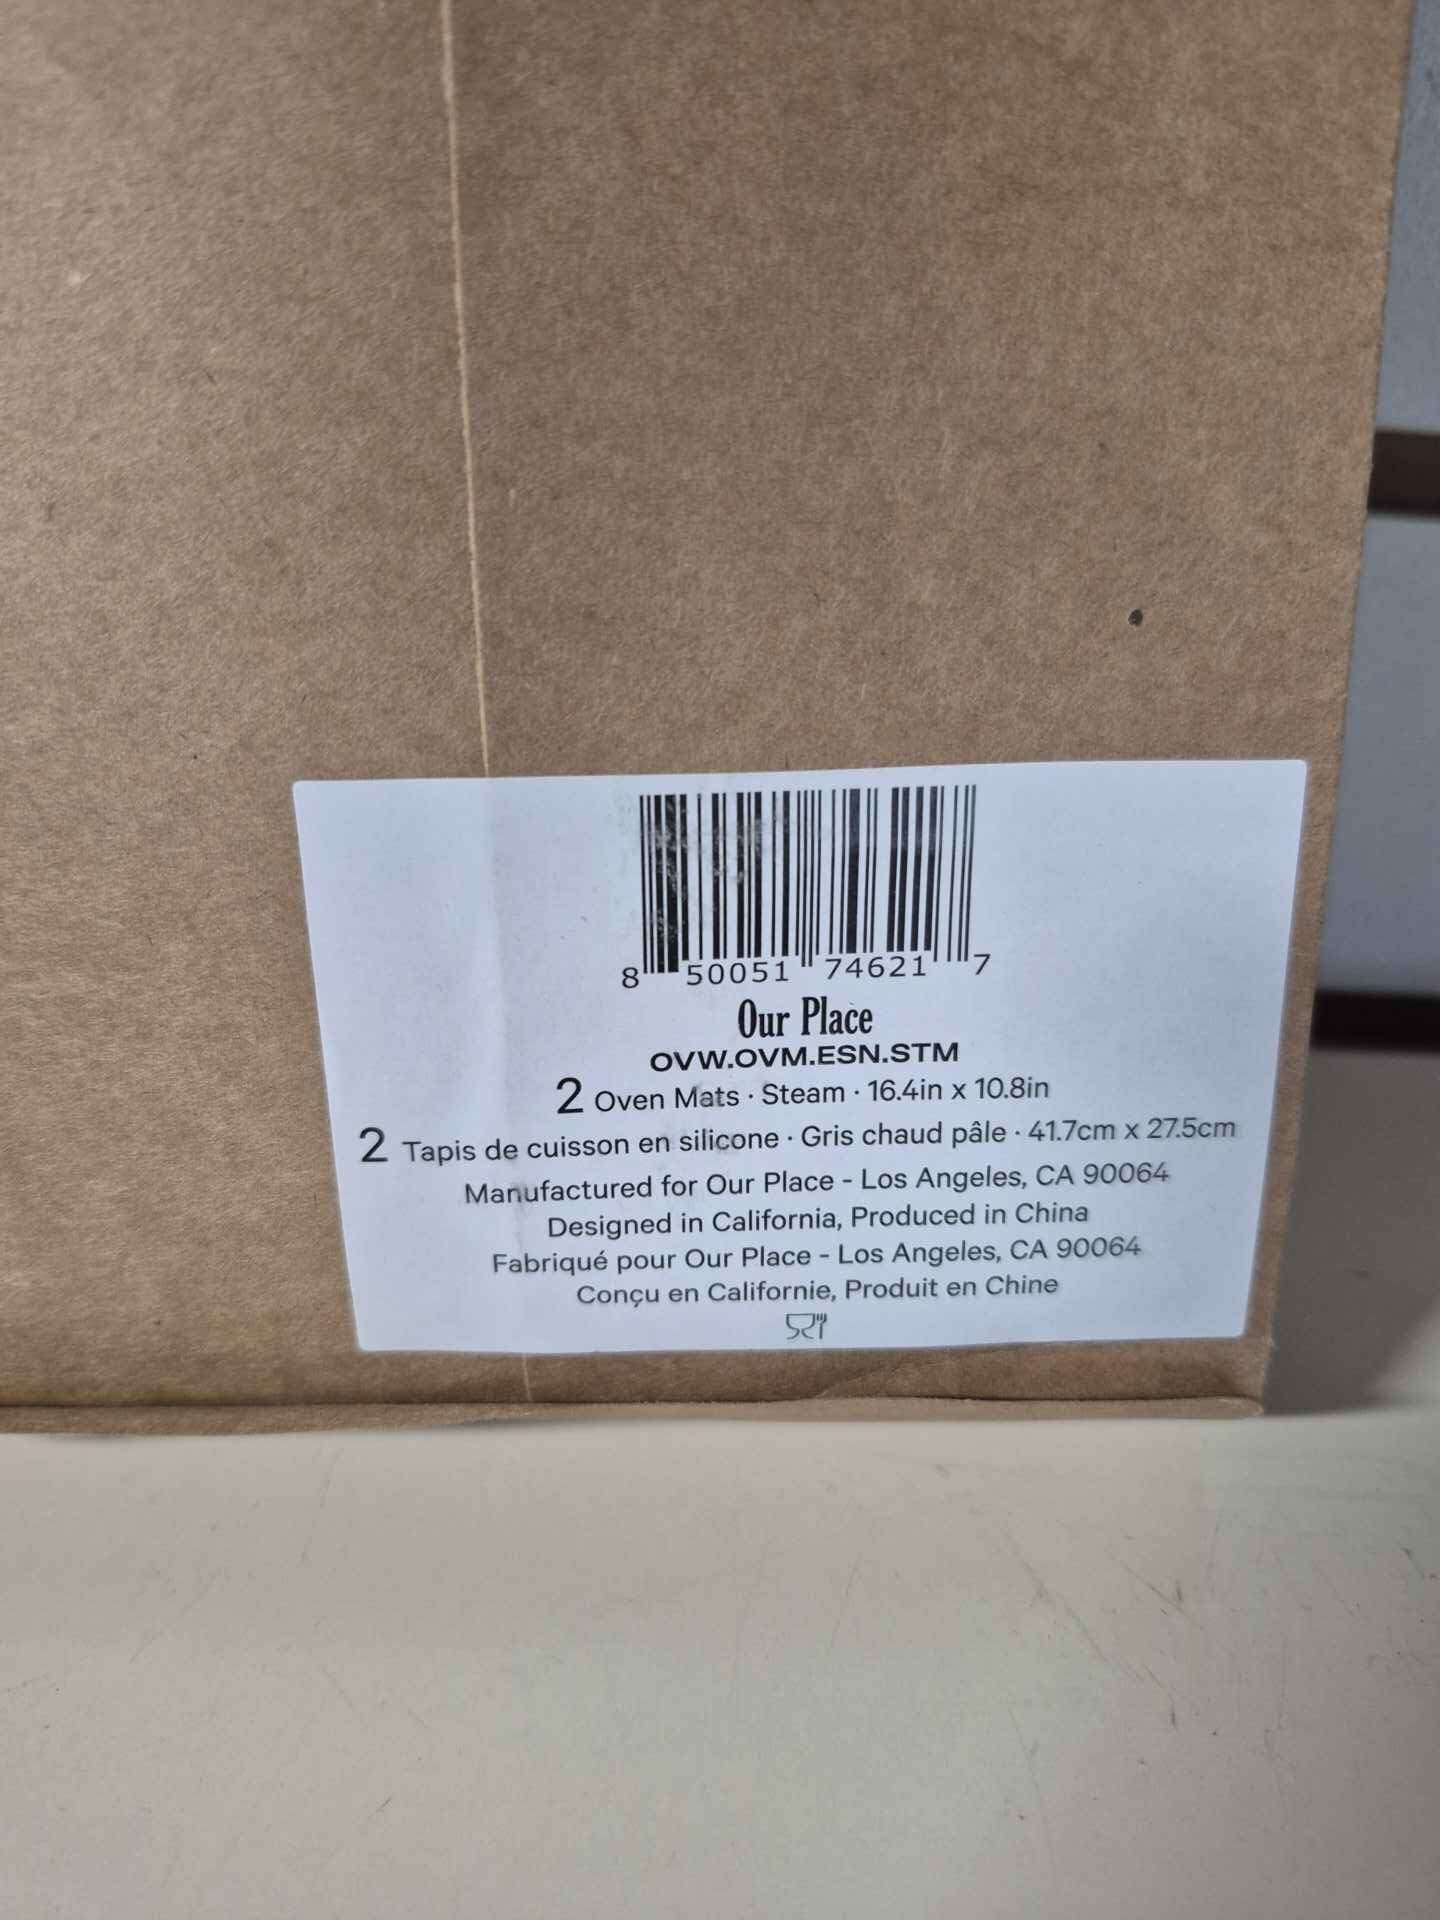 8 50051 74621 7
Our Place
OVW.OVM.ESN.STM
2 Oven Mats · Steam · 16.4in x 10.8in
2 Tapis de cuisson en silicone · Gris chaud pâle · 41.7cm x 27.5cm
Manufactured for Our Place - Los Angeles, CA 90064
Designed in California, Produced in China
Fabriqué pour Our Place - Los Angeles, CA 90064
Conçu en Californie, Produit en Chine